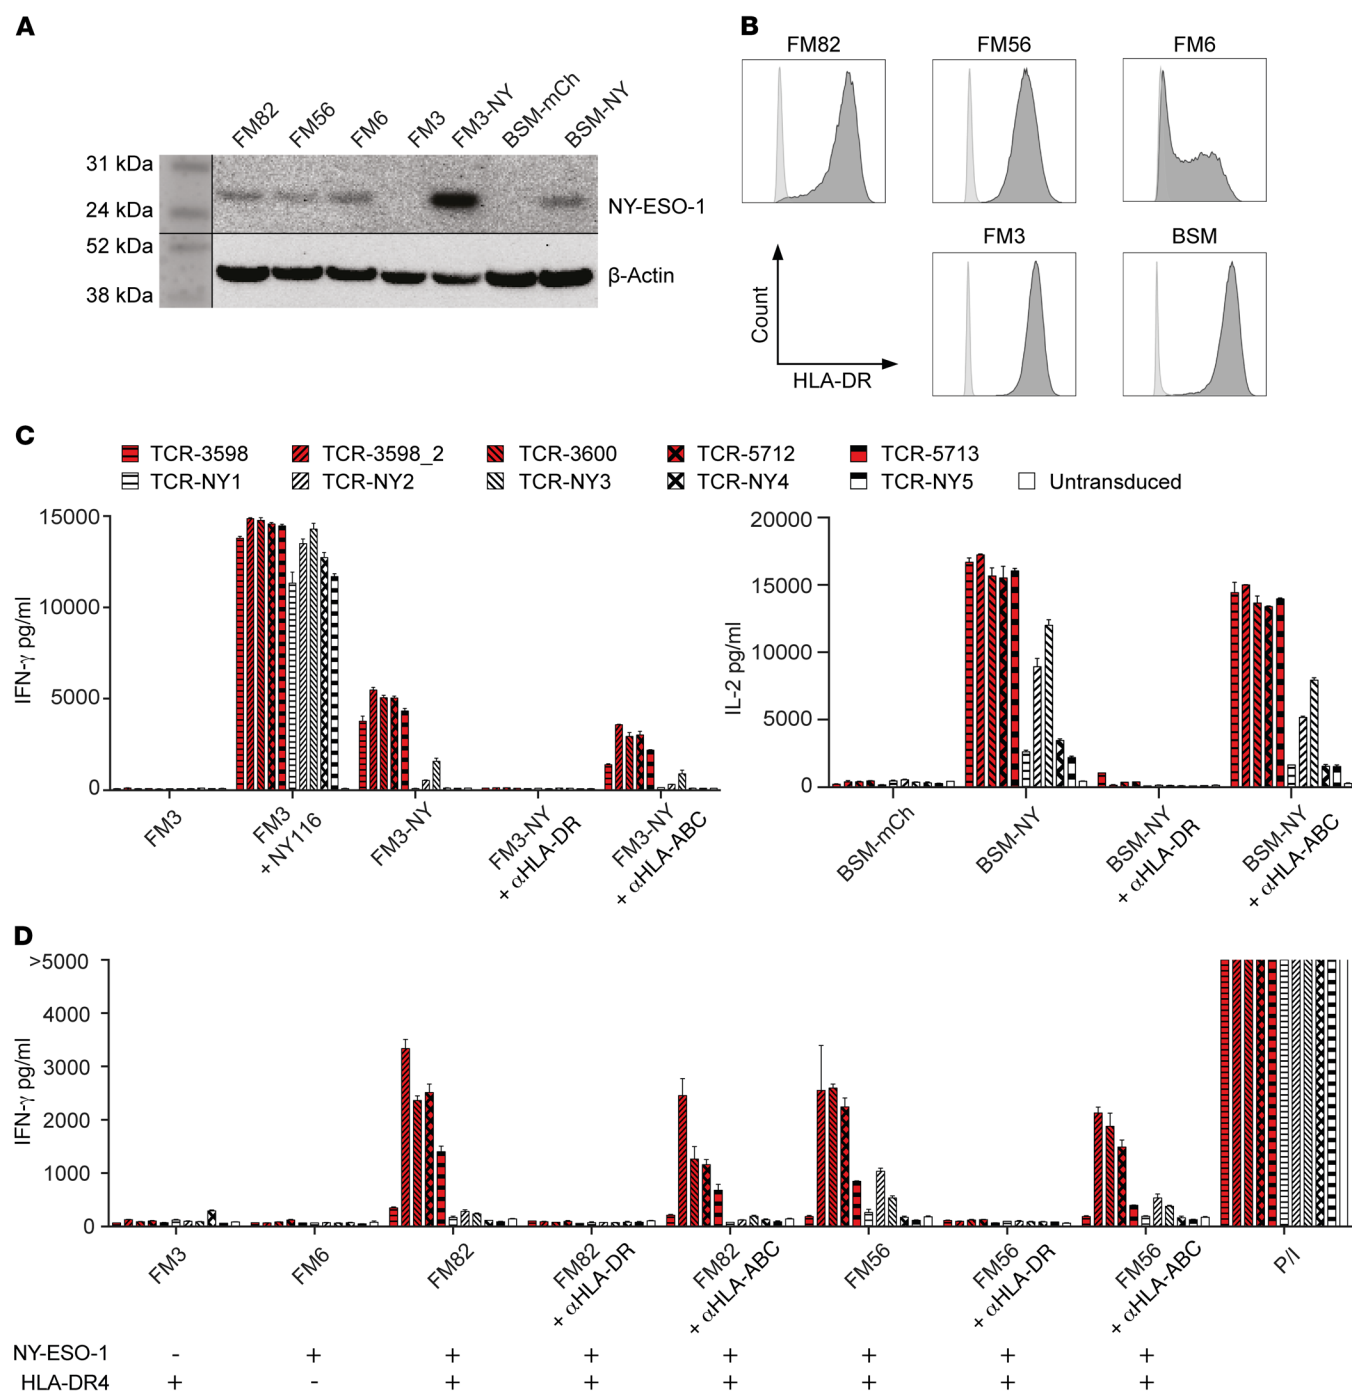 A
FM82
FM56
FM6
FM3
FM3-NY
BSM-mCh
BSM-NY
31 kDa
24 kDa
52 kDa
38 kDa
NY-ESO-1
β-Actin
B
FM82
FM56
FM6
FM3
BSM
Count
HLA-DR
C
TCR-3598
TCR-3598_2
TCR-3600
TCR-5712
TCR-5713
TCR-NY1
TCR-NY2
TCR-NY3
TCR-NY4
TCR-NY5
Untransduced
IFN-γ pg/ml
15000
10000
5000
0
FM3
FM3
+NY116
FM3-NY
FM3-NY
+ αHLA-DR
FM3-NY
+ αHLA-ABC
IL-2 pg/ml
20000
15000
10000
5000
0
BSM-mCh
BSM-NY
BSM-NY
+ αHLA-DR
BSM-NY
+ αHLA-ABC
D
IFN-γ pg/ml
>5000
4000
3000
2000
1000
0
FM3
FM6
FM82
FM82
+ αHLA-DR
FM82
+ αHLA-ABC
FM56
FM56
+ αHLA-DR
FM56
+ αHLA-ABC
P/I
NY-ESO-1 - + + + + + + +
HLA-DR4 + - + + + + + +